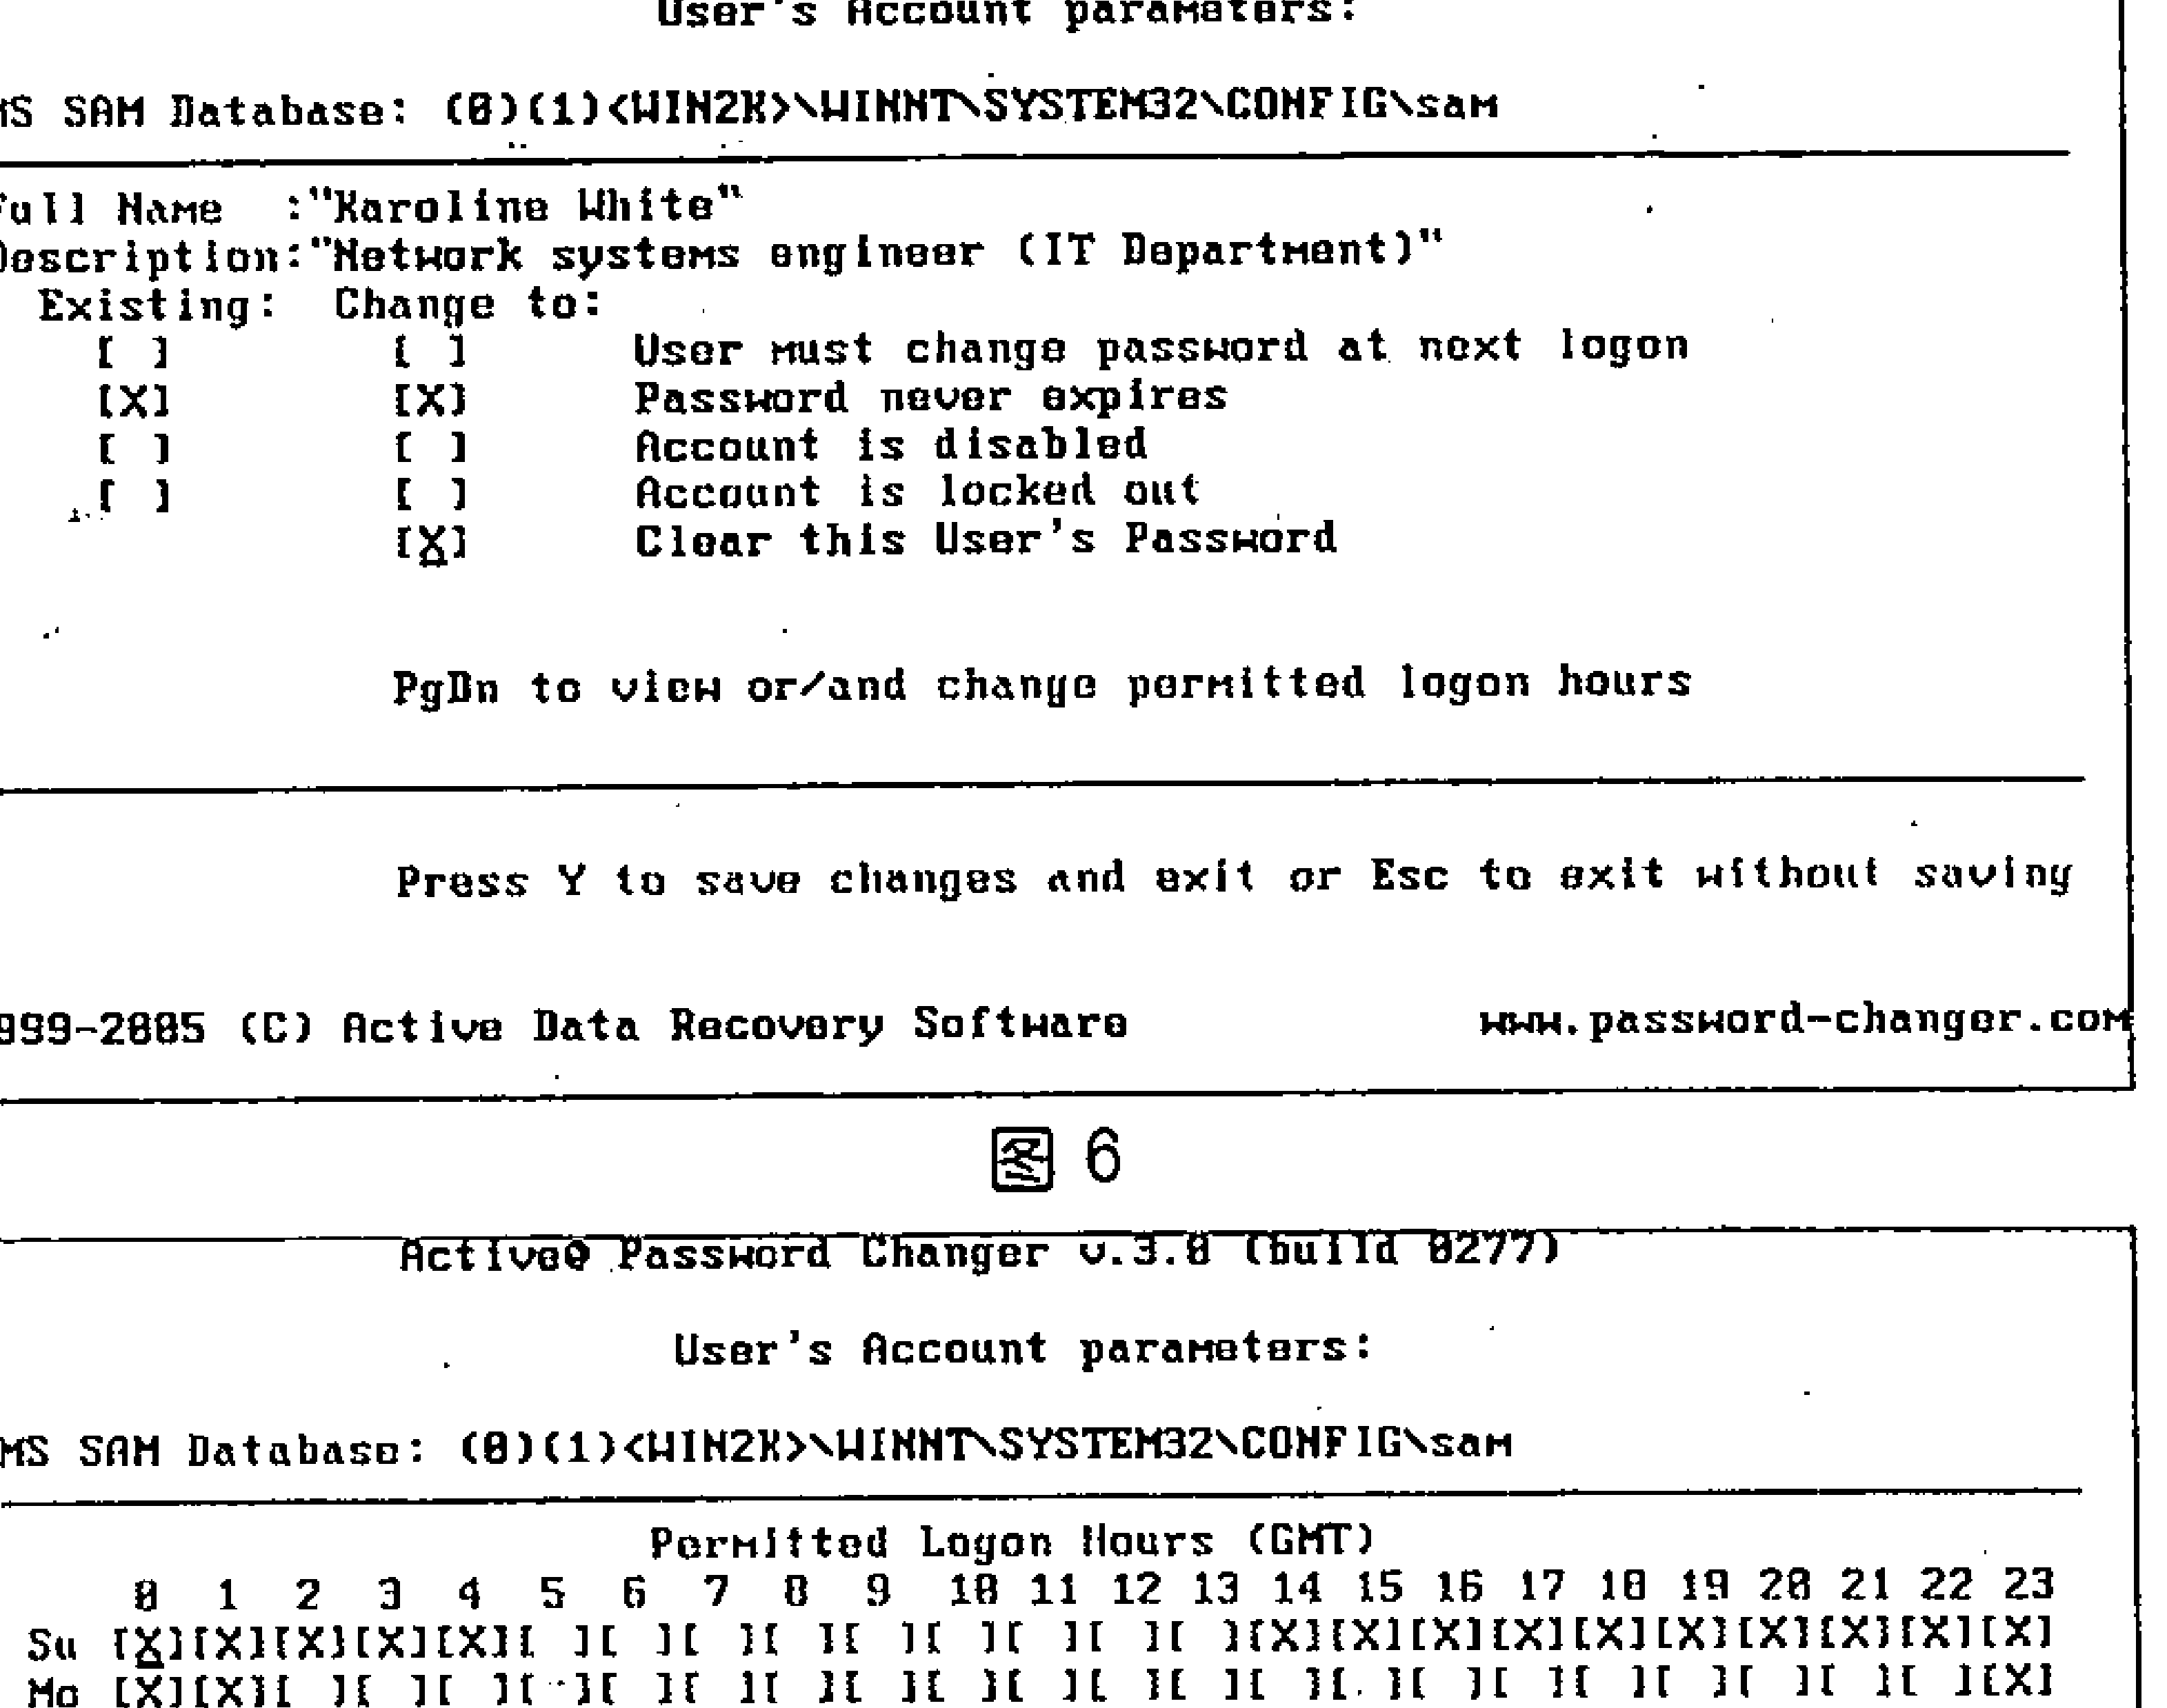 User's Account parameters:
MS SAM Database: (0)(1)<WIN2K>\WINNT\SYSTEM32\CONFIG\sam
Full Name :"Karoline White"
Description:"Network systems engineer (IT Department)"
Existing: Change to:
[ ] [ ] User must change password at next logon
[X] [X] Password never expires
[ ] [ ] Account is disabled
[ ] [ ] Account is locked out
[X] Clear this User's Password
PgDn to view or/and change permitted logon hours
Press Y to save changes and exit or Esc to exit without saving
999-2005 (C) Active Data Recovery Software www.password-changer.com
图 6
Active@ Password Changer v.3.0 (build 0277)
User's Account parameters:
MS SAM Database: (0)(1)<WIN2K>\WINNT\SYSTEM32\CONFIG\sam
Permitted Logon Hours (GMT)
0 1 2 3 4 5 6 7 8 9 10 11 12 13 14 15 16 17 18 19 20 21 22 23
Su [X][X][X][X][X][ ][ ][ ][ ][ ][ ][ ][ ][ ][X][X][X][X][X][X][X][X][X][X]
Mo [X][X][ ][ ][ ][ ][ ][ ][ ][ ][ ][ ][ ][ ][ ][ ][ ][ ][ ][ ][ ][ ][ ][X]